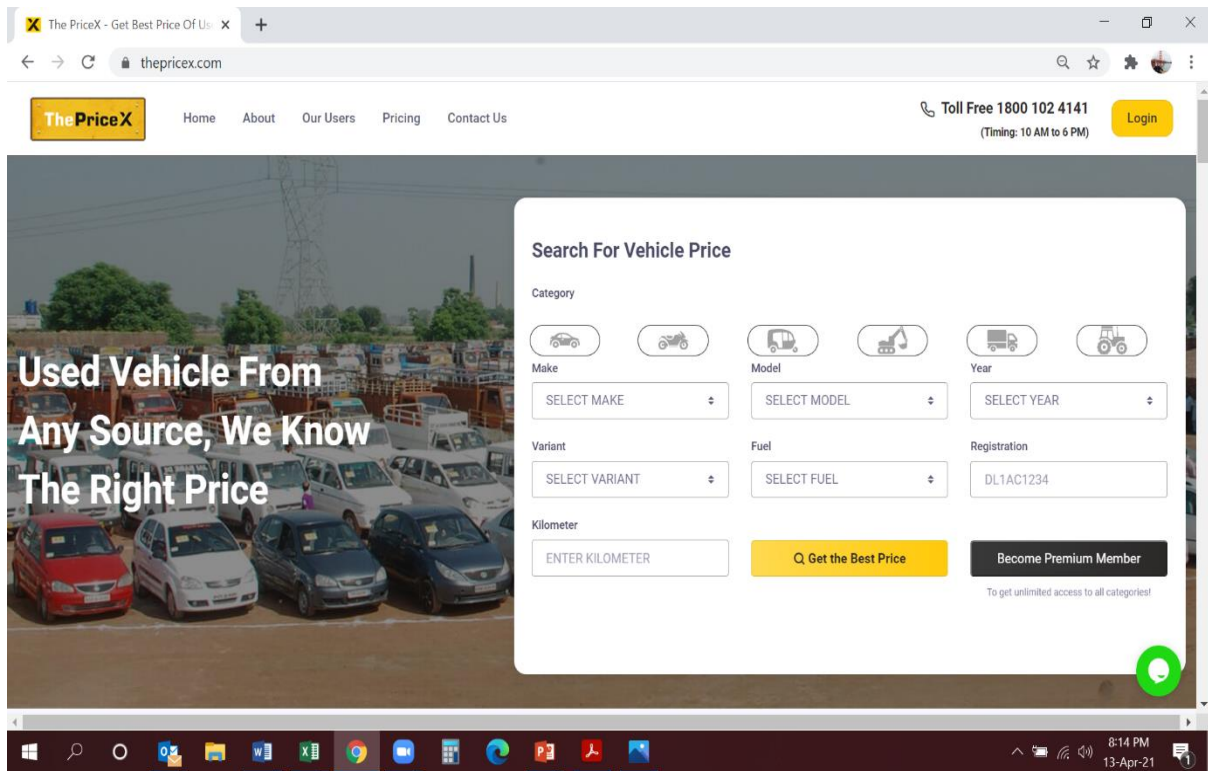 The PriceX - Get Best Price Of Us
thepricex.com
ThePriceX
Home About Our Users Pricing Contact Us
Toll Free 1800 102 4141
(Timing: 10 AM to 6 PM)
Login
Used Vehicle From
Any Source, We Know
The Right Price
Search For Vehicle Price
Category
Make Model Year
SELECT MAKE SELECT MODEL SELECT YEAR
Variant Fuel Registration
SELECT VARIANT SELECT FUEL DL1AC1234
Kilometer
ENTER KILOMETER Get the Best Price Become Premium Member
To get unlimited access to all categories!
8:14 PM
13-Apr-21
1